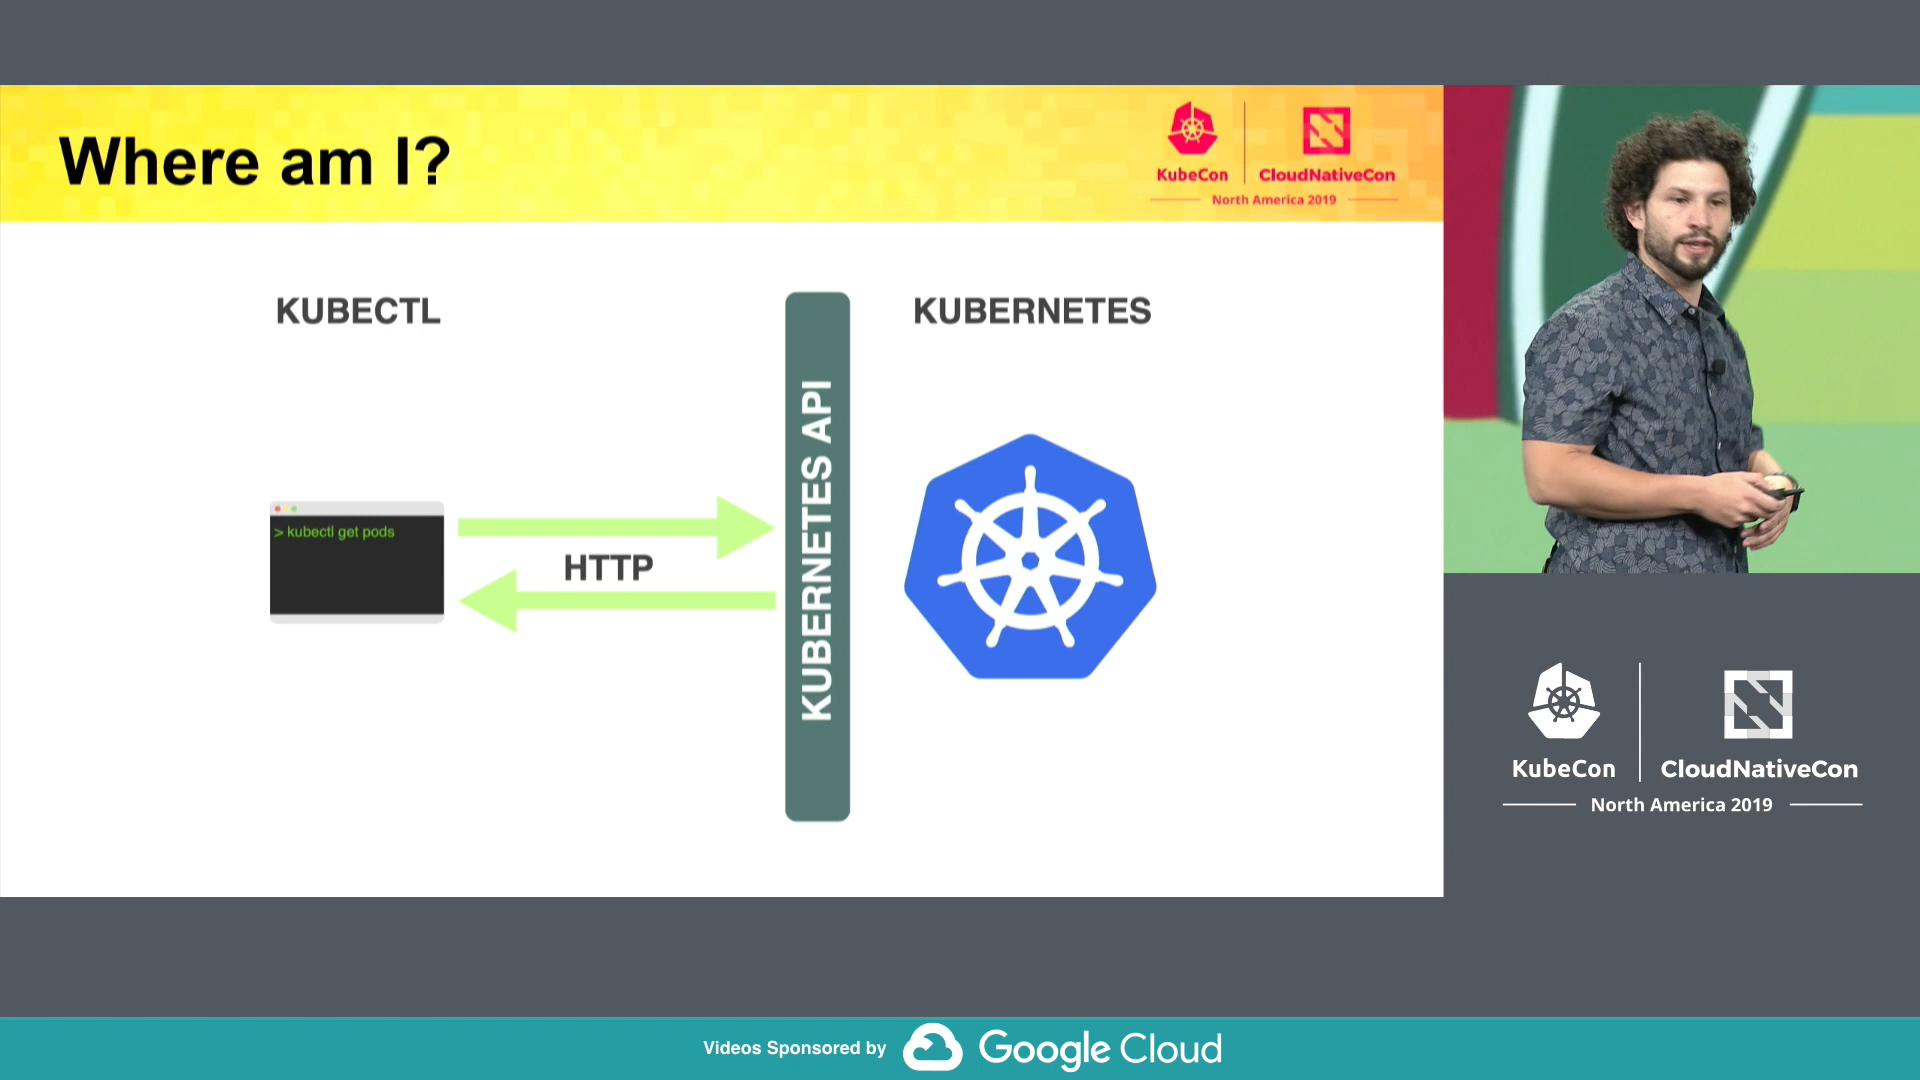 Where am I?
KubeCon
CloudNativeCon
North America 2019
KUBECTL
KUBERNETES
> kubectl get pods
HTTP
KUBERNETES API
KubeCon
CloudNativeCon
North America 2019
Videos Sponsored by
Google Cloud